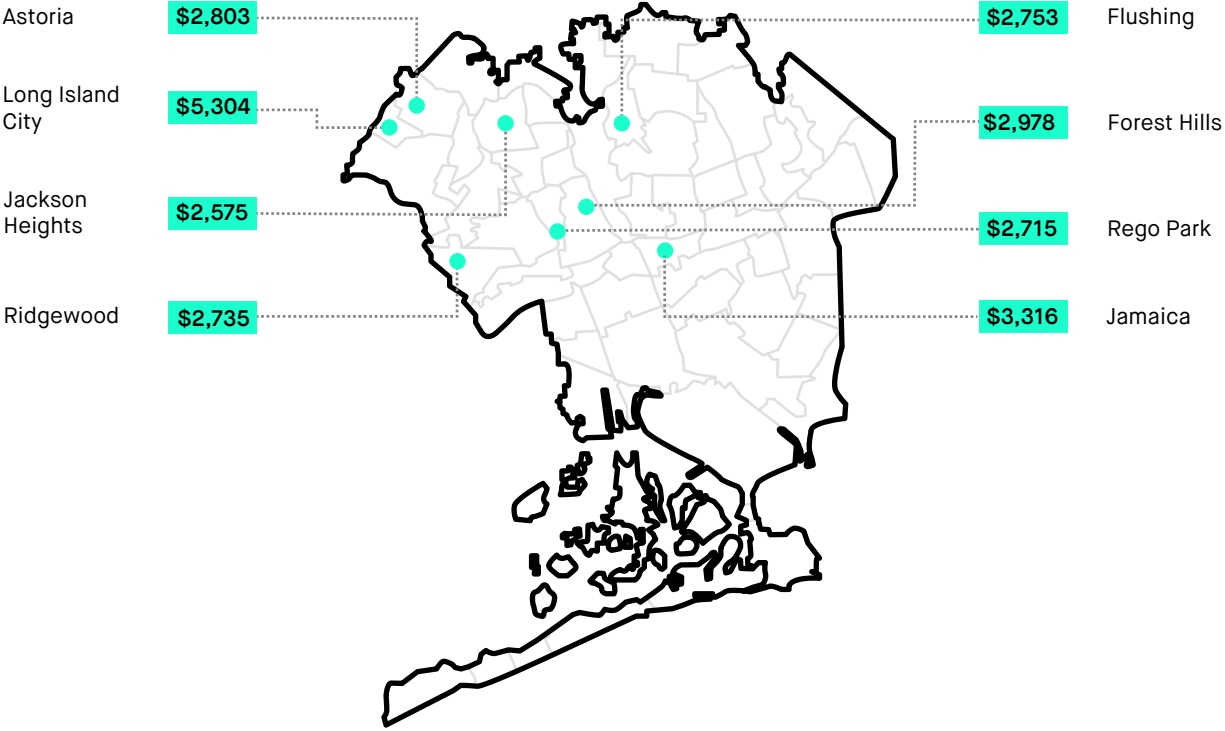 Astoria
$2,803
Long Island
City
$5,304
Jackson
Heights
$2,575
Ridgewood
$2,735
$2,753
Flushing
$2,978
Forest Hills
$2,715
Rego Park
$3,316
Jamaica